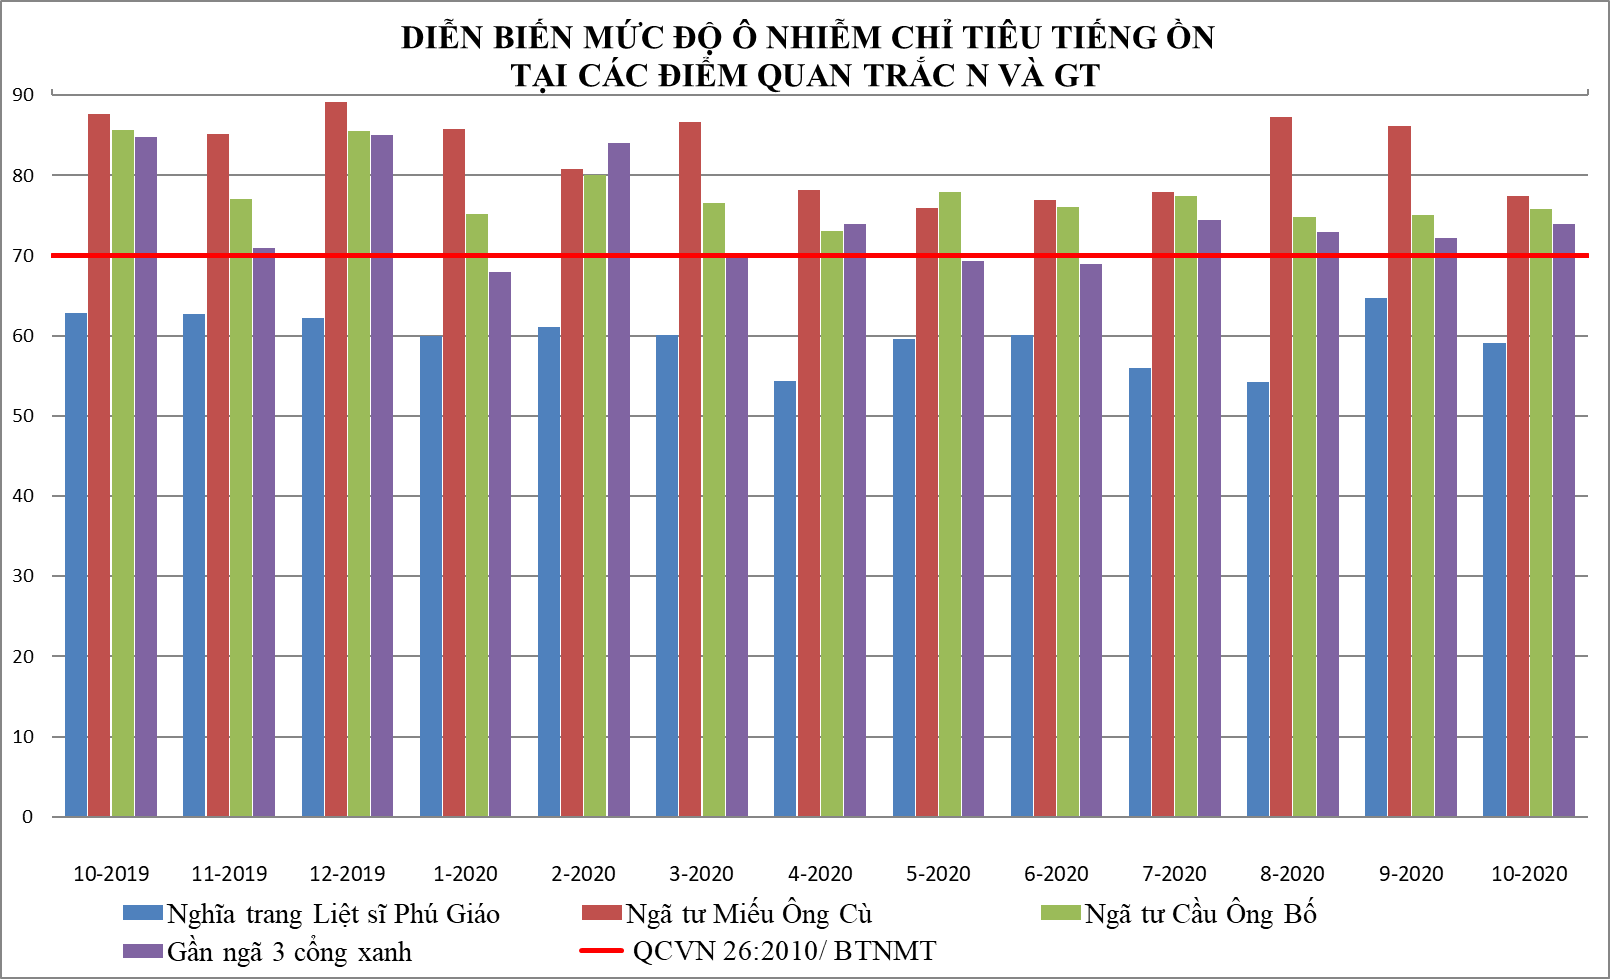 DIỄN BIẾN MỨC ĐỘ Ô NHIỄM CHỈ TIÊU TIẾNG ỒN
TẠI CÁC ĐIỂM QUAN TRẮC N VÀ GT
90
80
70
60
50
40
30
20
10
0
10-2019 11-2019 12-2019 1-2020 2-2020 3-2020 4-2020 5-2020 6-2020 7-2020 8-2020 9-2020 10-2020
Nghĩa trang Liệt sĩ Phú Giáo Ngã tư Miếu Ông Cù Ngã tư Cầu Ông Bố
Gần ngã 3 cổng xanh QCVN 26:2010/ BTNMT